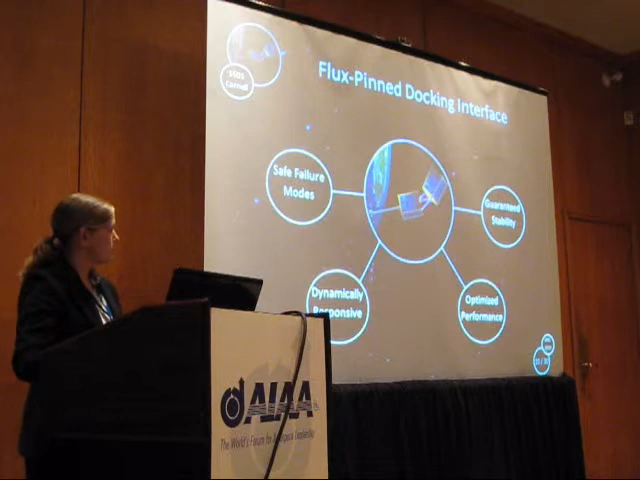 SSDS
Cornell
Flux-Pinned Docking Interface
Safe Failure
Modes
Guaranteed
Stability
Dynamically
Responsive
Optimized
Performance
AIAA
The World's Forum for Aerospace Leadership